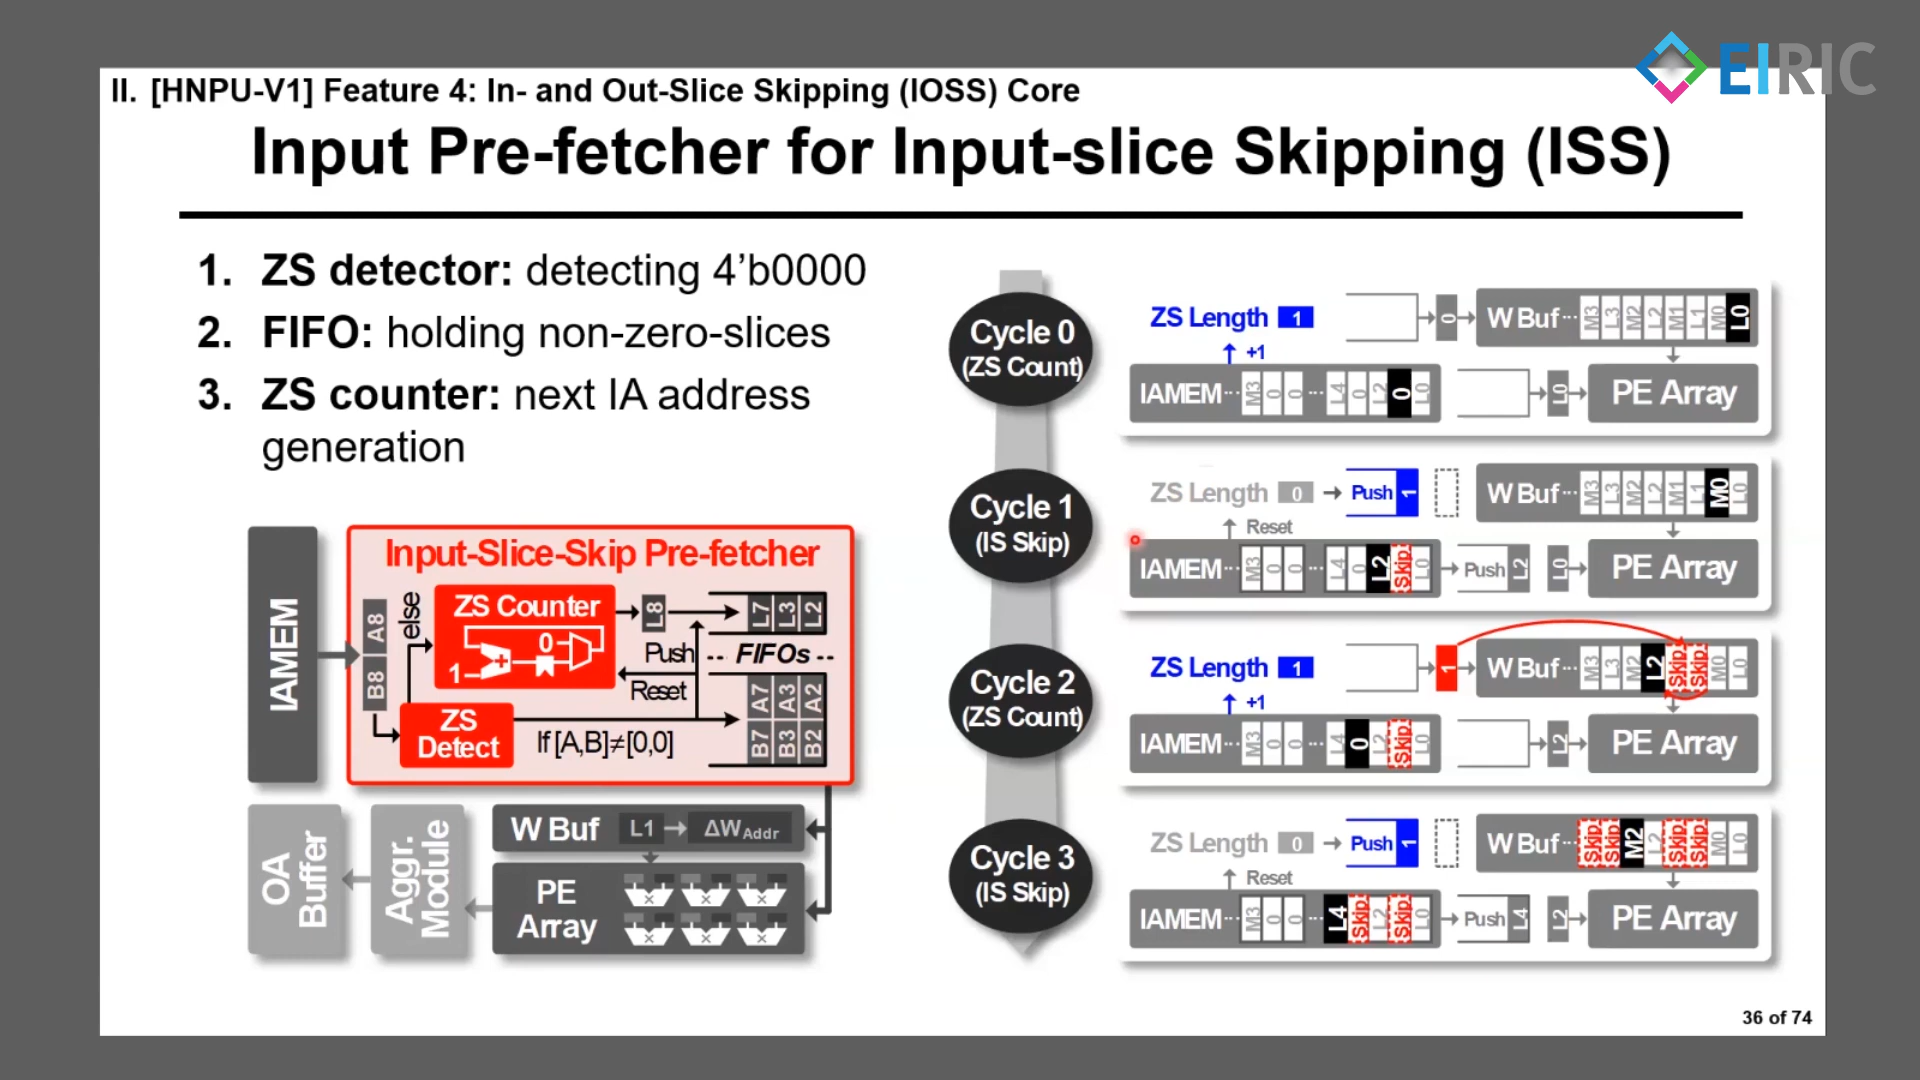 EIRIC
II. [HNPU-V1] Feature 4: In- and Out-Slice Skipping (IOSS) Core
Input Pre-fetcher for Input-slice Skipping (ISS)
1. ZS detector: detecting 4'b0000
2. FIFO: holding non-zero-slices
3. ZS counter: next IA address
generation
IAMEM
Input-Slice-Skip Pre-fetcher
B8 A8
else
ZS Counter
1 + 0
L8
L7 L3 L2
Push
Reset
-- FIFOs --
ZS
Detect
If [A,B]≠[0,0]
A7 A3 A2
B7 B3 B2
OA
Buffer
Aggr.
Module
W Buf L1 → ΔWAddr
PE
Array
× × ×
× × ×
Cycle 0
(ZS Count)
ZS Length 1
+1
0
W Buf ··· M3 L3 M2 L2 M1 L1 M0 L0
IAMEM ··· M3 0 0 ··· L4 0 L2 0 L0
L0
PE Array
Cycle 1
(IS Skip)
ZS Length 0 → Push 1
Reset
W Buf ··· M3 L3 M2 L2 M1 L1 M0 L0
IAMEM ··· M3 0 0 ··· L4 0 L2 Skip L0
Push L2
L0
PE Array
Cycle 2
(ZS Count)
ZS Length 1
+1
1
W Buf ··· M3 L3 M2 L2 Skip Skip M0 L0
IAMEM ··· M3 0 0 ··· L4 0 L2 Skip L0
L2
PE Array
Cycle 3
(IS Skip)
ZS Length 0 → Push 1
Reset
W Buf ··· Skip Skip M2 L2 Skip Skip M0 L0
IAMEM ··· M3 0 0 ··· L4 Skip L2 Skip L0
Push L4
L2
PE Array
36 of 74